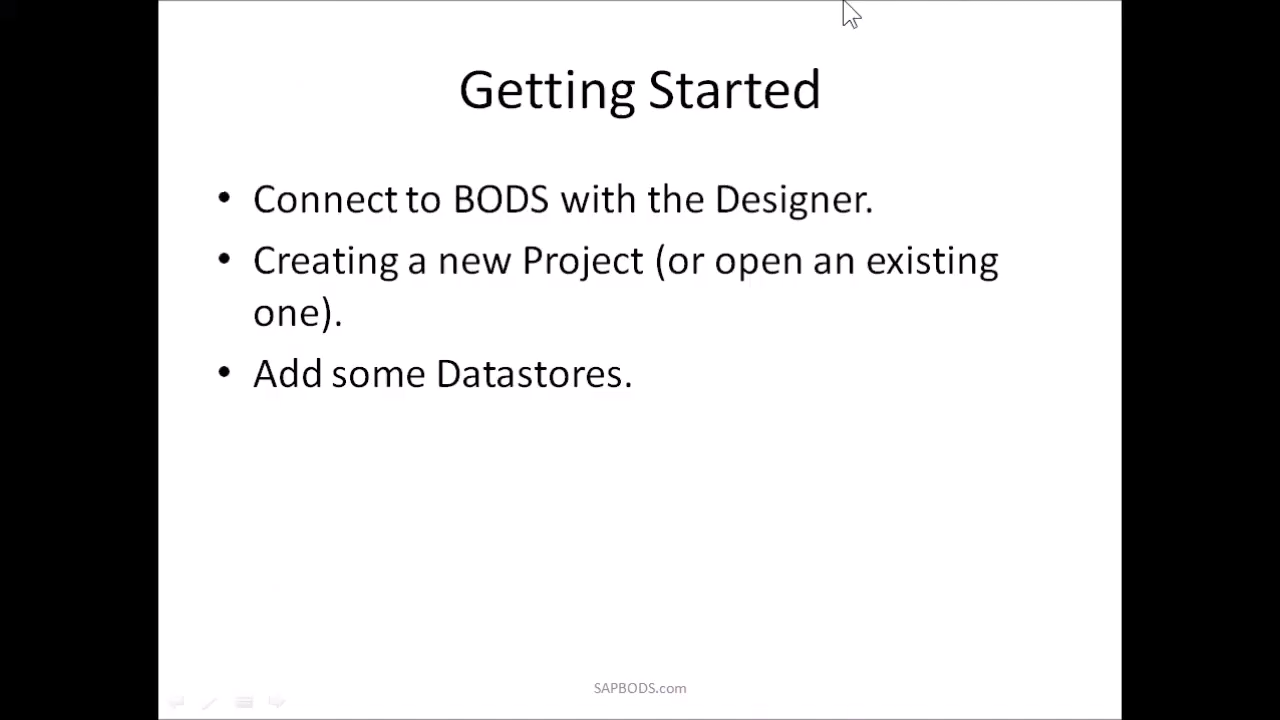 Getting Started
• Connect to BODS with the Designer.
• Creating a new Project (or open an existing
one).
• Add some Datastores.
SAPBODS.com